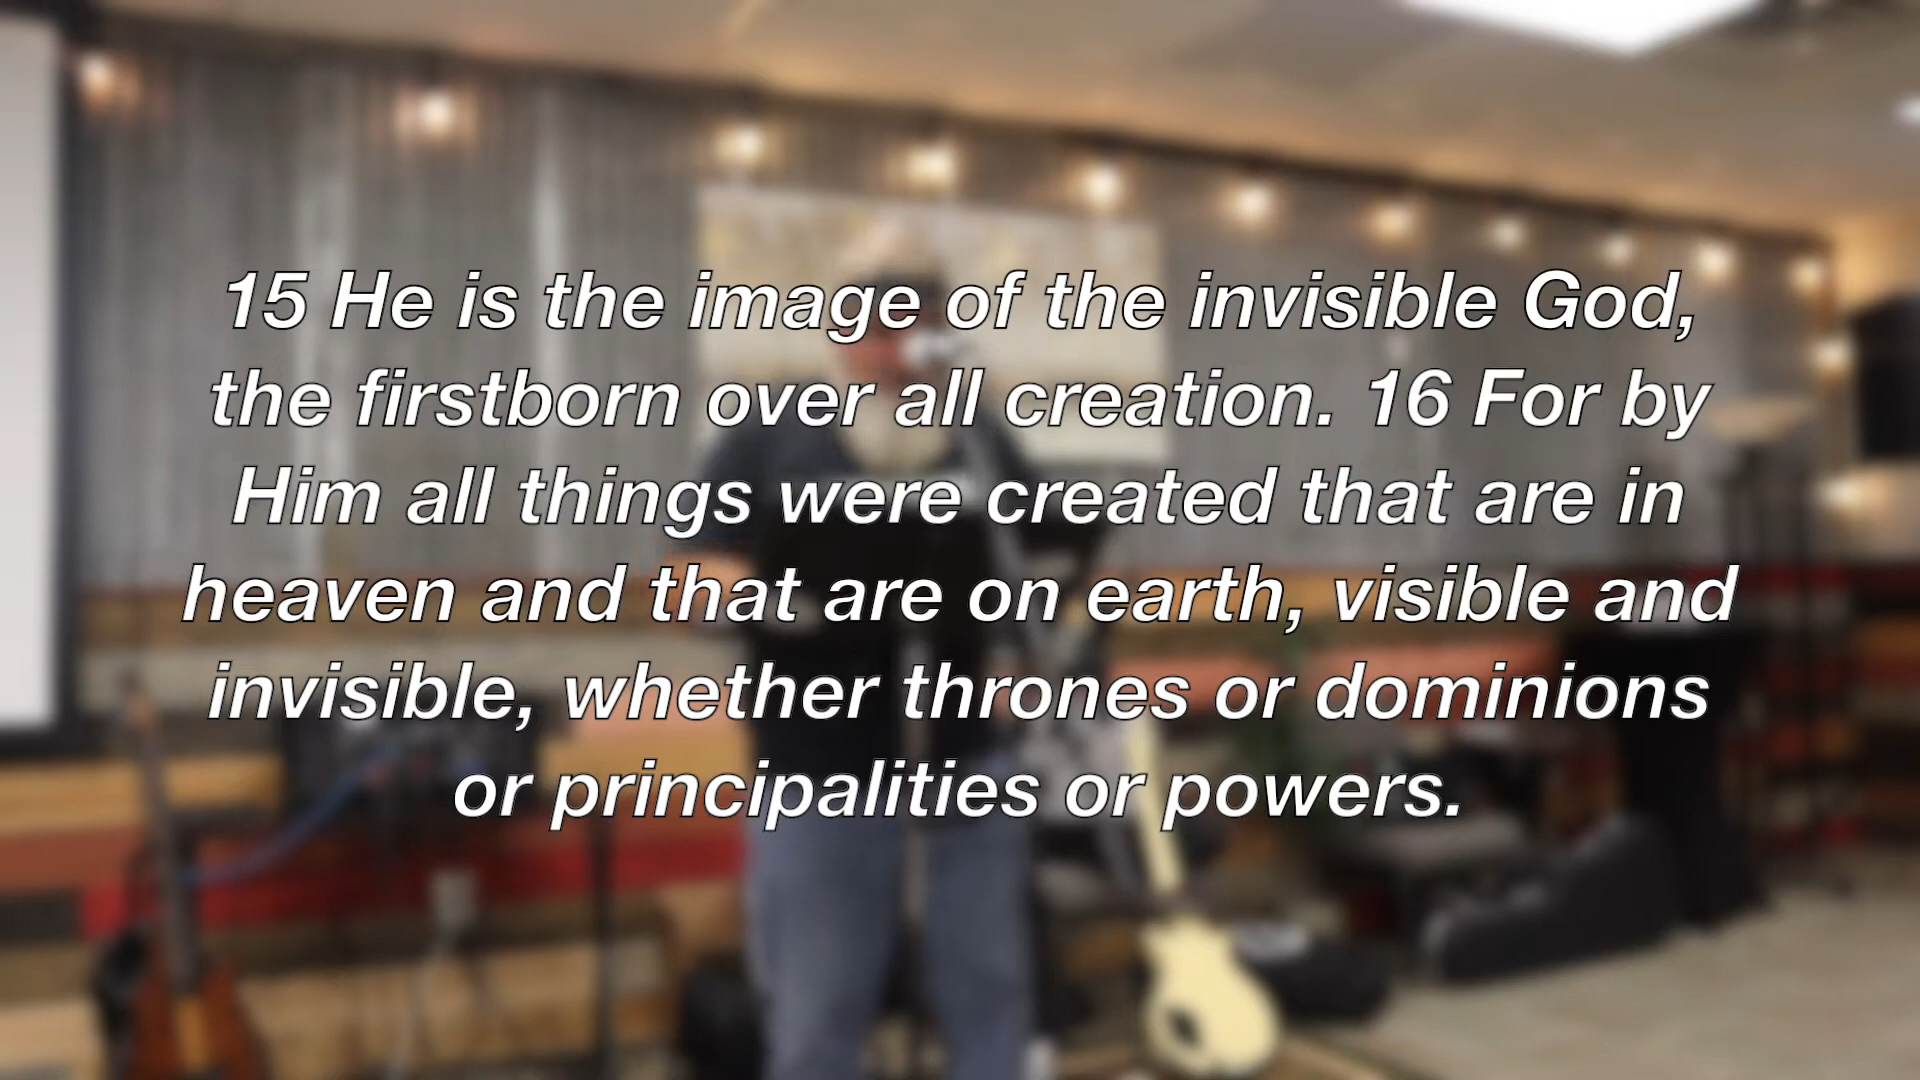 15 He is the image of the invisible God,
the firstborn over all creation. 16 For by
Him all things were created that are in
heaven and that are on earth, visible and
invisible, whether thrones or dominions
or principalities or powers.